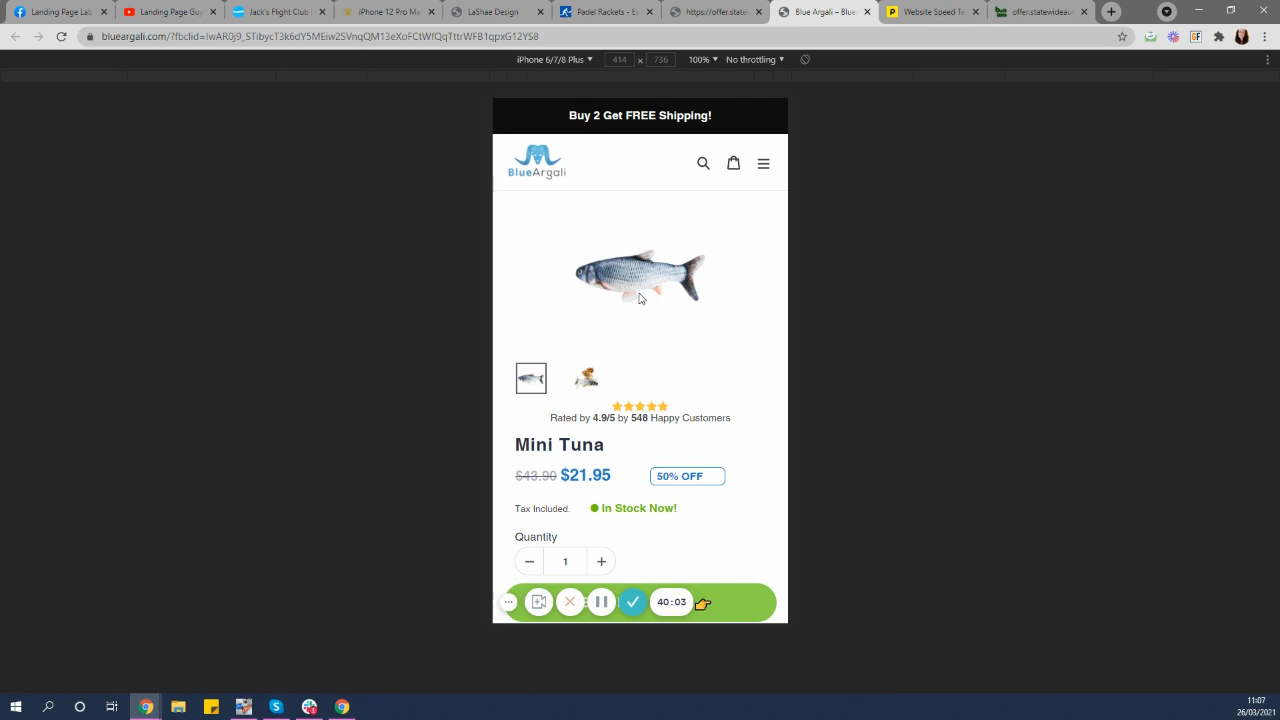 Landing Page Lab
Landing Page Gu
Jack's Flight Club
iPhone 12 Pro Ma
LaShae Design
Padel Rackets - E
https://offer.state
Blue Argali – Blue
Website Speed Te
offer.statewideaut
blueargali.com/?fbclid=IwAR0j9_STibycT3k6dY5MEiw2SVnqQM13eXoFCtWfQqTttrWFB1qpxG12YS8
iPhone 6/7/8 Plus ▼ 414 × 736 100% ▼ No throttling ▼
Buy 2 Get FREE Shipping!
BlueArgali
Rated by 4.9/5 by 548 Happy Customers
Mini Tuna
$43.90 $21.95 50% OFF
Tax Included. In Stock Now!
Quantity
− 1 +
40:03
11:07
26/03/2021